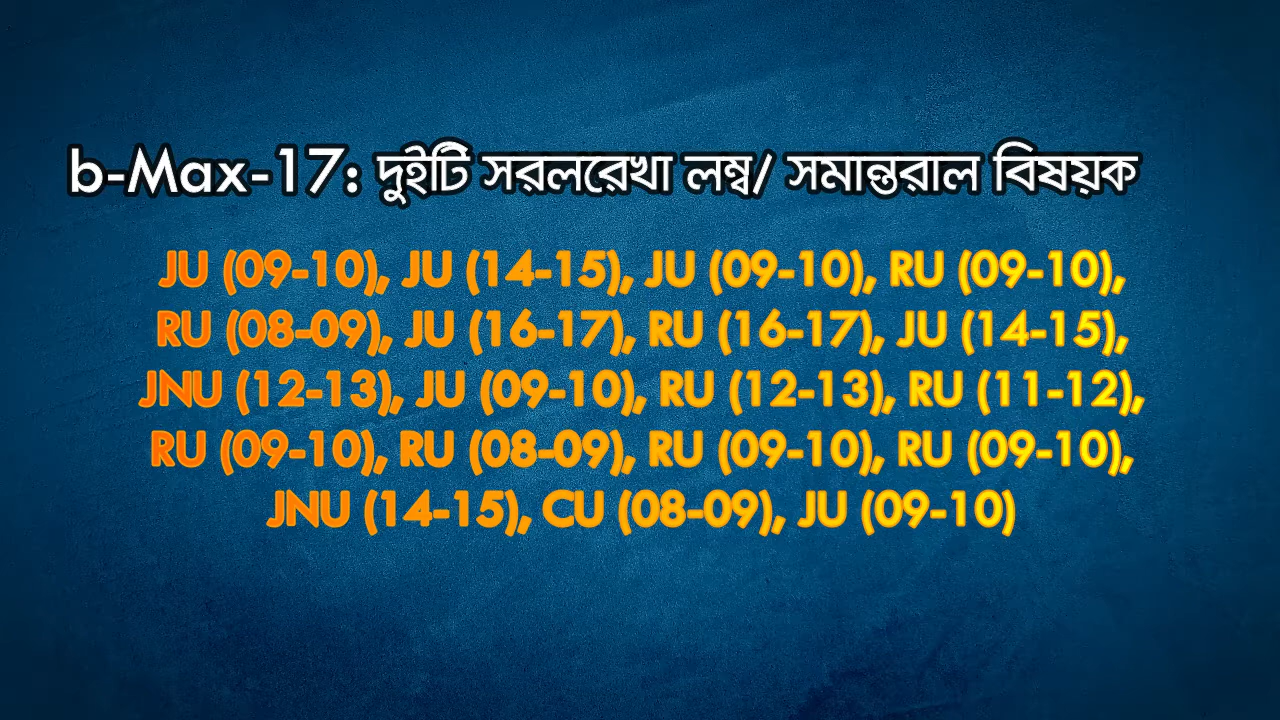 b-Max-17: দুইটি সরলরেখা লম্ব/ সমান্তরাল বিষয়ক
JU (09-10), JU (14-15), JU (09-10), RU (09-10),
RU (08-09), JU (16-17), RU (16-17), JU (14-15),
JNU (12-13), JU (09-10), RU (12-13), RU (11-12),
RU (09-10), RU (08-09), RU (09-10), RU (09-10),
JNU (14-15), CU (08-09), JU (09-10)